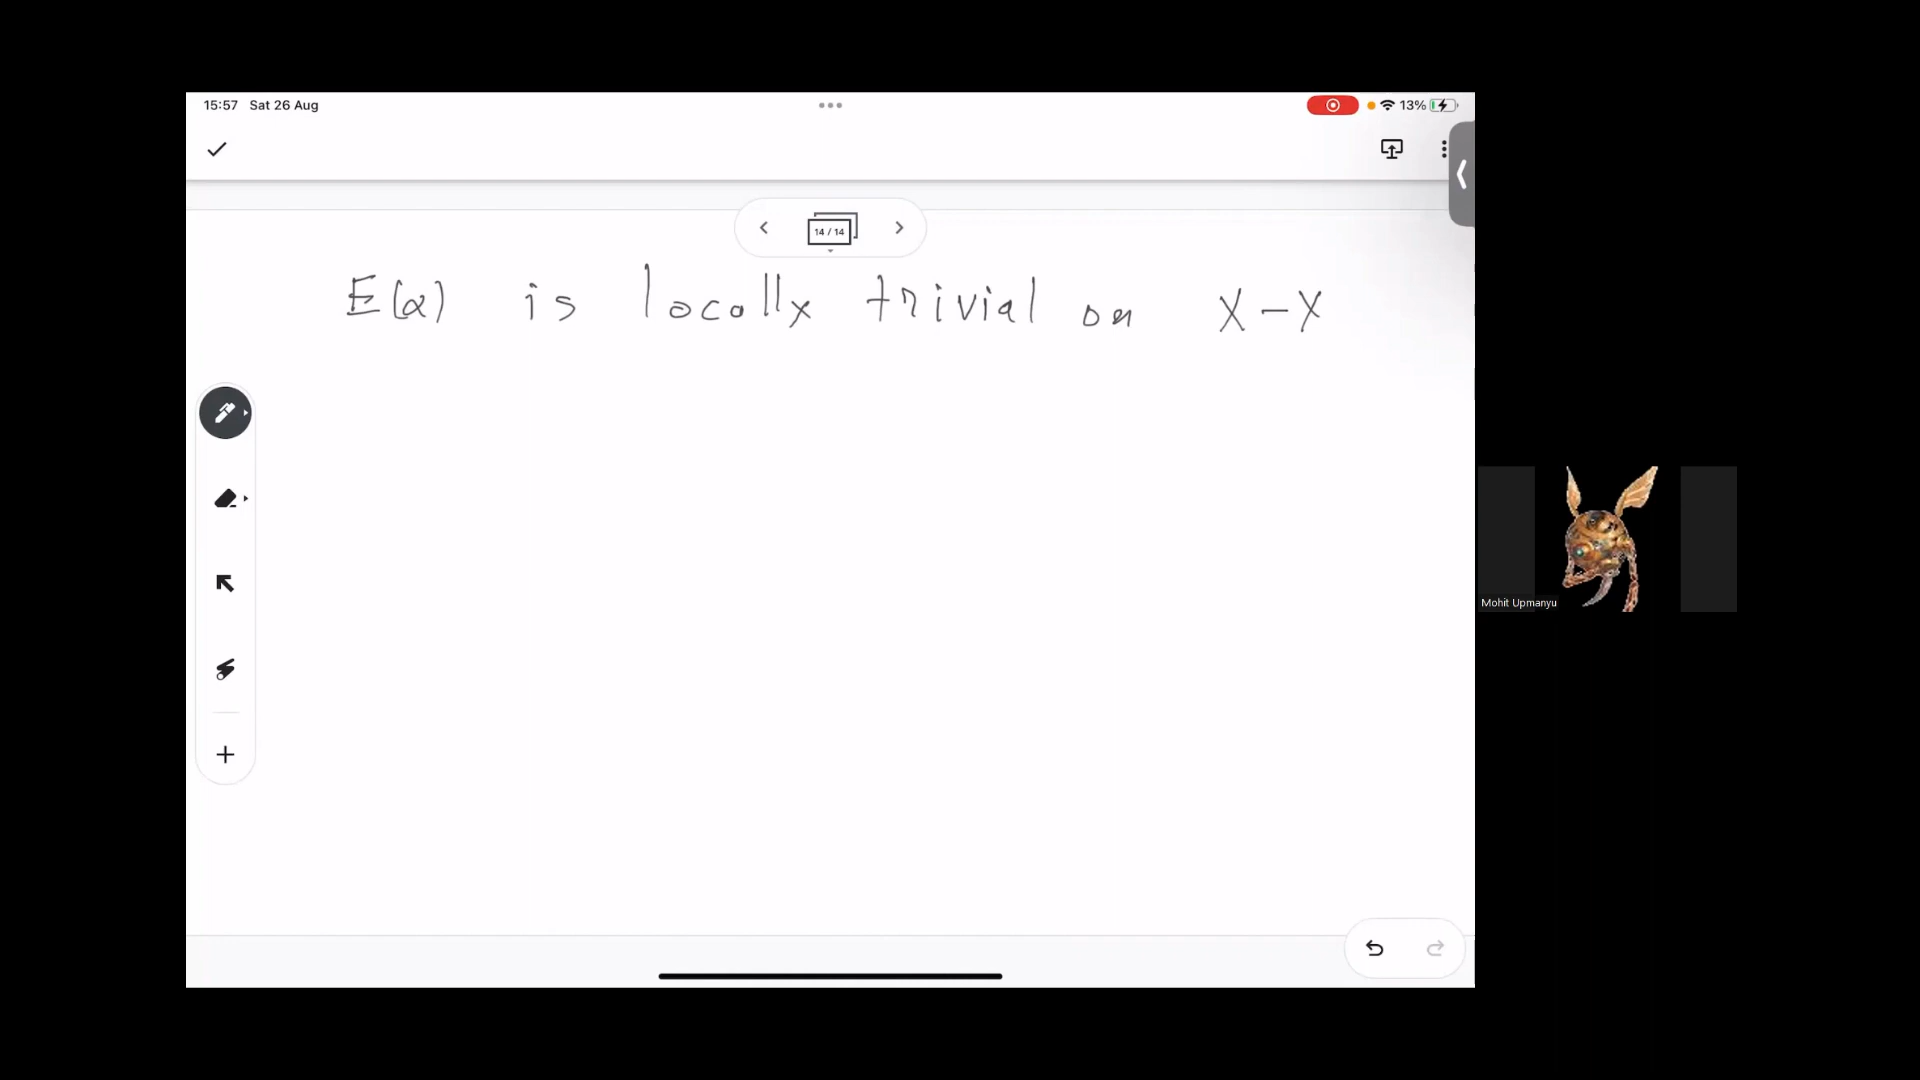 15:57 Sat 26 Aug
13%
14 / 14
E(α) is locally trivial on X - Y
Mohit Upmanyu